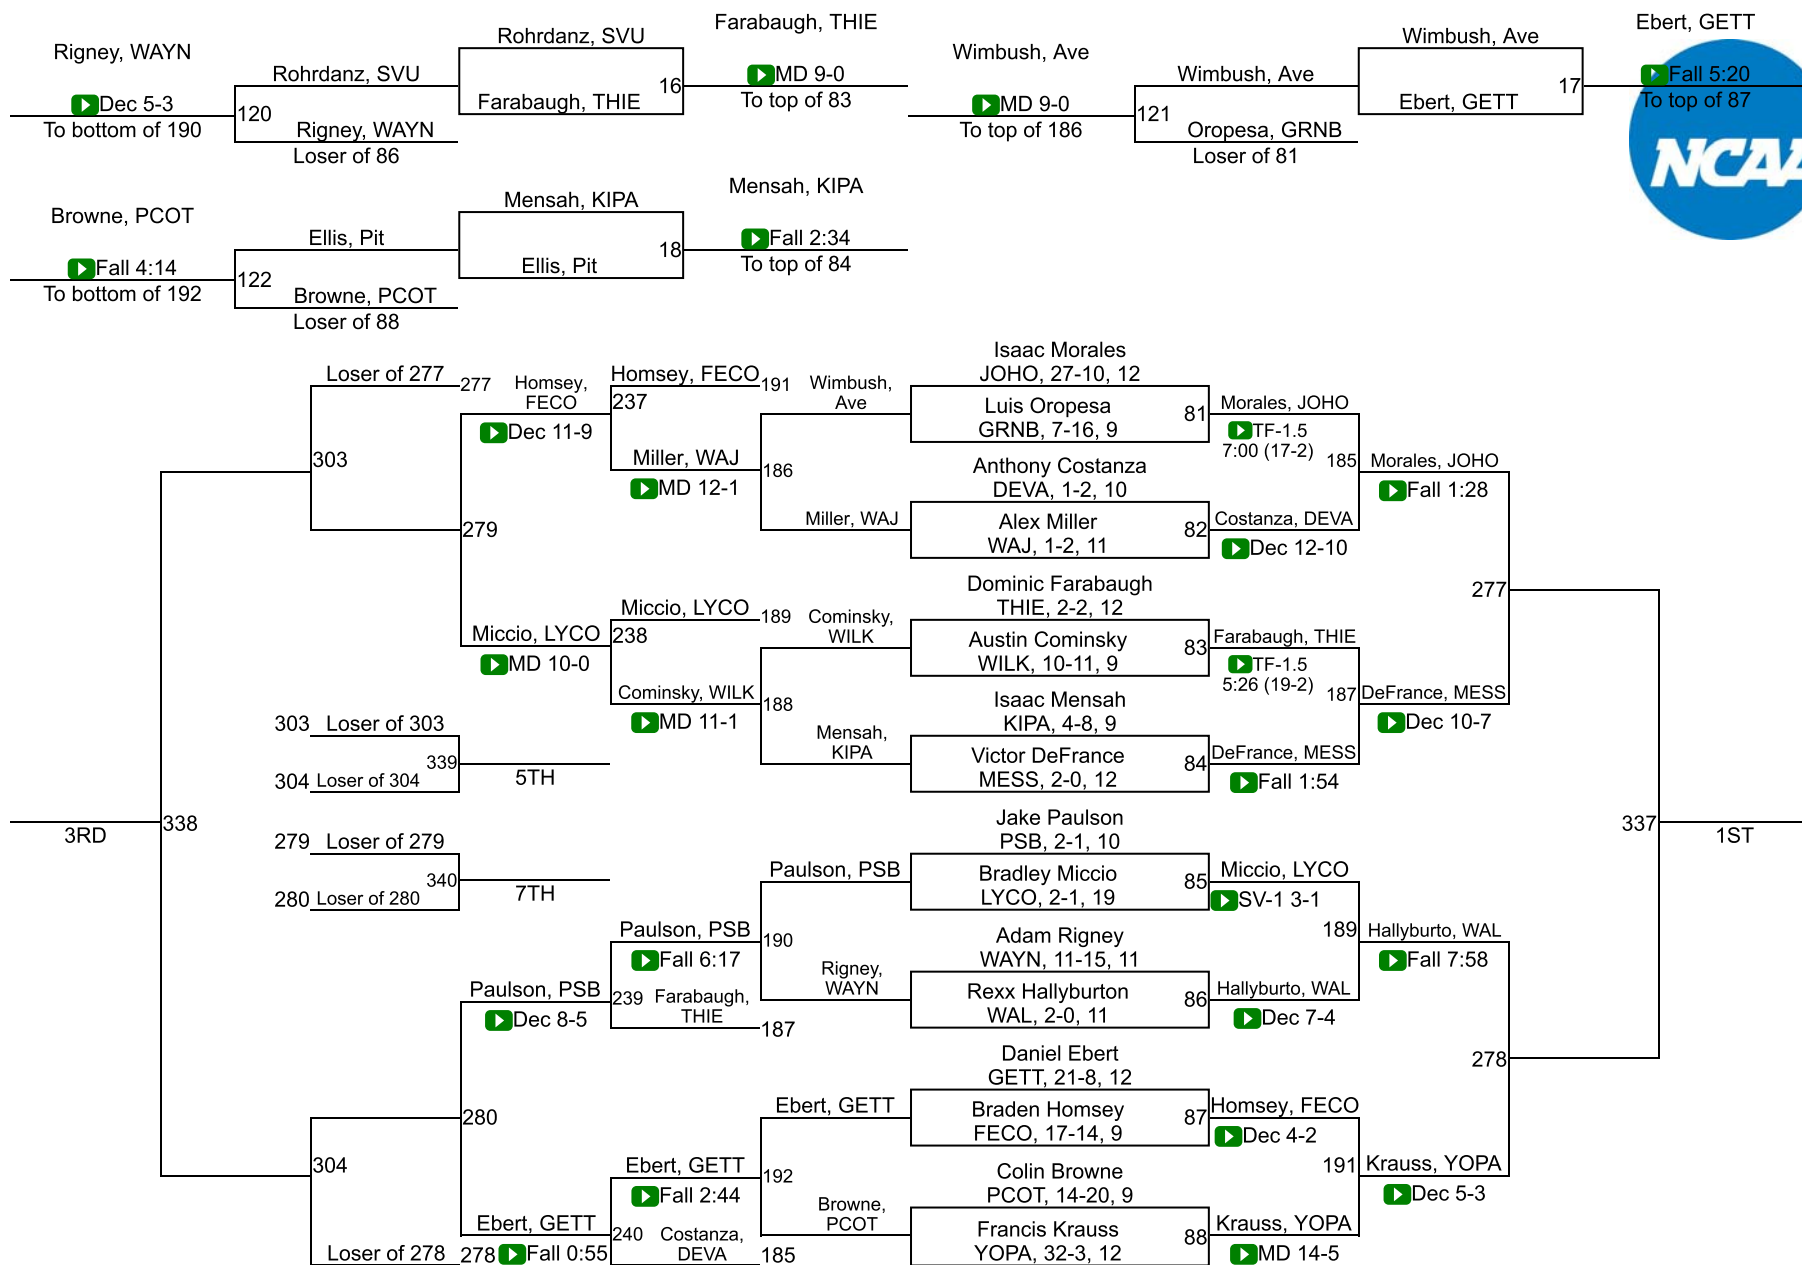 Farabaugh, THIE
Ebert, GETT
Rohrdanz, SVU
Wimbush, Ave
Rigney, WAYN
Wimbush, Ave
Rohrdanz, SVU
16
MD 9-0
Wimbush, Ave
17
Fall 5:20
Dec 5-3
Farabaugh, THIE
To top of 83
MD 9-0
Ebert, GETT
To top of 87
To bottom of 190
120
Rigney, WAYN
To top of 186
121
Oropesa, GRNB
Loser of 86
Loser of 81
NCAA
Mensah, KIPA
Mensah, KIPA
Browne, PCOT
Ellis, Pit
18
Fall 2:34
Fall 4:14
Ellis, Pit
To top of 84
To bottom of 192
122
Browne, PCOT
Loser of 88
Isaac Morales
JOHO, 27-10, 12
Loser of 277
277
Homsey,
FECO
Homsey, FECO
191
Wimbush,
Ave
237
Luis Oropesa
GRNB, 7-16, 9
81
Morales, JOHO
Dec 11-9
TF-1.5
7:00 (17-2)
303
Miller, WAJ
186
Anthony Costanza
DEVA, 1-2, 10
185
Morales, JOHO
MD 12-1
Fall 1:28
279
Miller, WAJ
Alex Miller
WAJ, 1-2, 11
82
Costanza, DEVA
Dec 12-10
Dominic Farabaugh
THIE, 2-2, 12
277
Miccio, LYCO
189
Cominsky,
WILK
Miccio, LYCO
238
Austin Cominsky
WILK, 10-11, 9
83
Farabaugh, THIE
MD 10-0
TF-1.5
5:26 (19-2)
Cominsky, WILK
188
Isaac Mensah
KIPA, 4-8, 9
187
DeFrance, MESS
MD 11-1
Dec 10-7
303
Loser of 303
Mensah,
KIPA
339
5TH
Victor DeFrance
MESS, 2-0, 12
84
DeFrance, MESS
304
Loser of 304
Fall 1:54
3RD
338
Jake Paulson
PSB, 2-1, 10
337
1ST
279
Loser of 279
340
7TH
Paulson, PSB
Bradley Miccio
LYCO, 2-1, 19
85
Miccio, LYCO
280
Loser of 280
SV-1 3-1
Paulson, PSB
190
Adam Rigney
WAYN, 11-15, 11
189
Hallyburto, WAL
Fall 6:17
Fall 7:58
Paulson, PSB
239
Farabaugh,
THIE
Rigney,
WAYN
Rexx Hallyburton
WAL, 2-0, 11
86
Hallyburto, WAL
Dec 8-5
187
Dec 7-4
Daniel Ebert
GETT, 21-8, 12
278
280
Ebert, GETT
Braden Homsey
FECO, 17-14, 9
87
Homsey, FECO
Dec 4-2
304
Ebert, GETT
192
Colin Browne
PCOT, 14-20, 9
191
Krauss, YOPA
Fall 2:44
Dec 5-3
Ebert, GETT
240
Costanza,
DEVA
Browne,
PCOT
Francis Krauss
YOPA, 32-3, 12
88
Krauss, YOPA
Loser of 278
278
Fall 0:55
185
MD 14-5